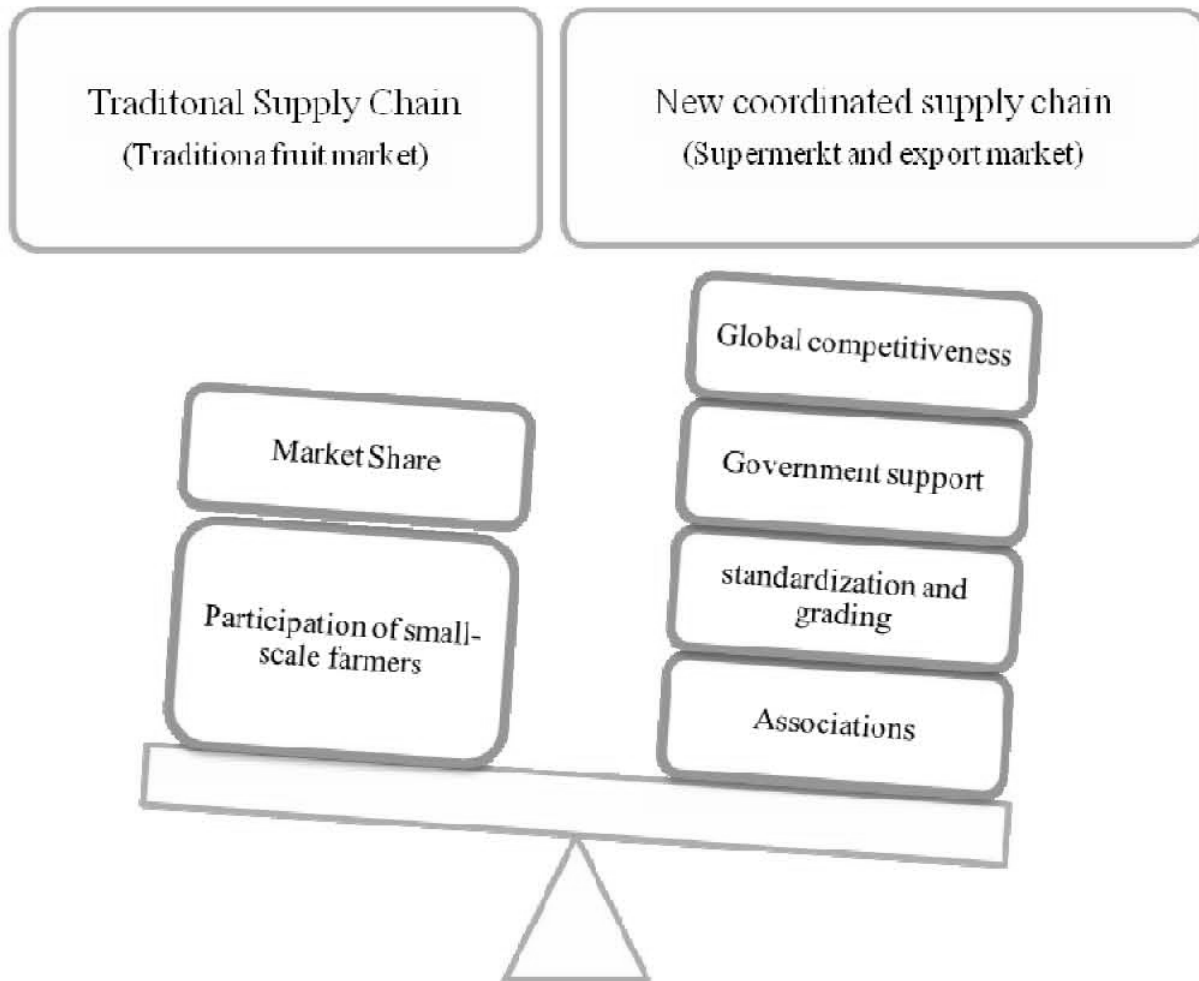 Traditonal Supply Chain
(Traditiona fruit market)
New coordinated supply chain
(Supermerkt and export market)
Market Share
Participation of small-
scale farmers
Global competitiveness
Government support
standardization and
grading
Associations